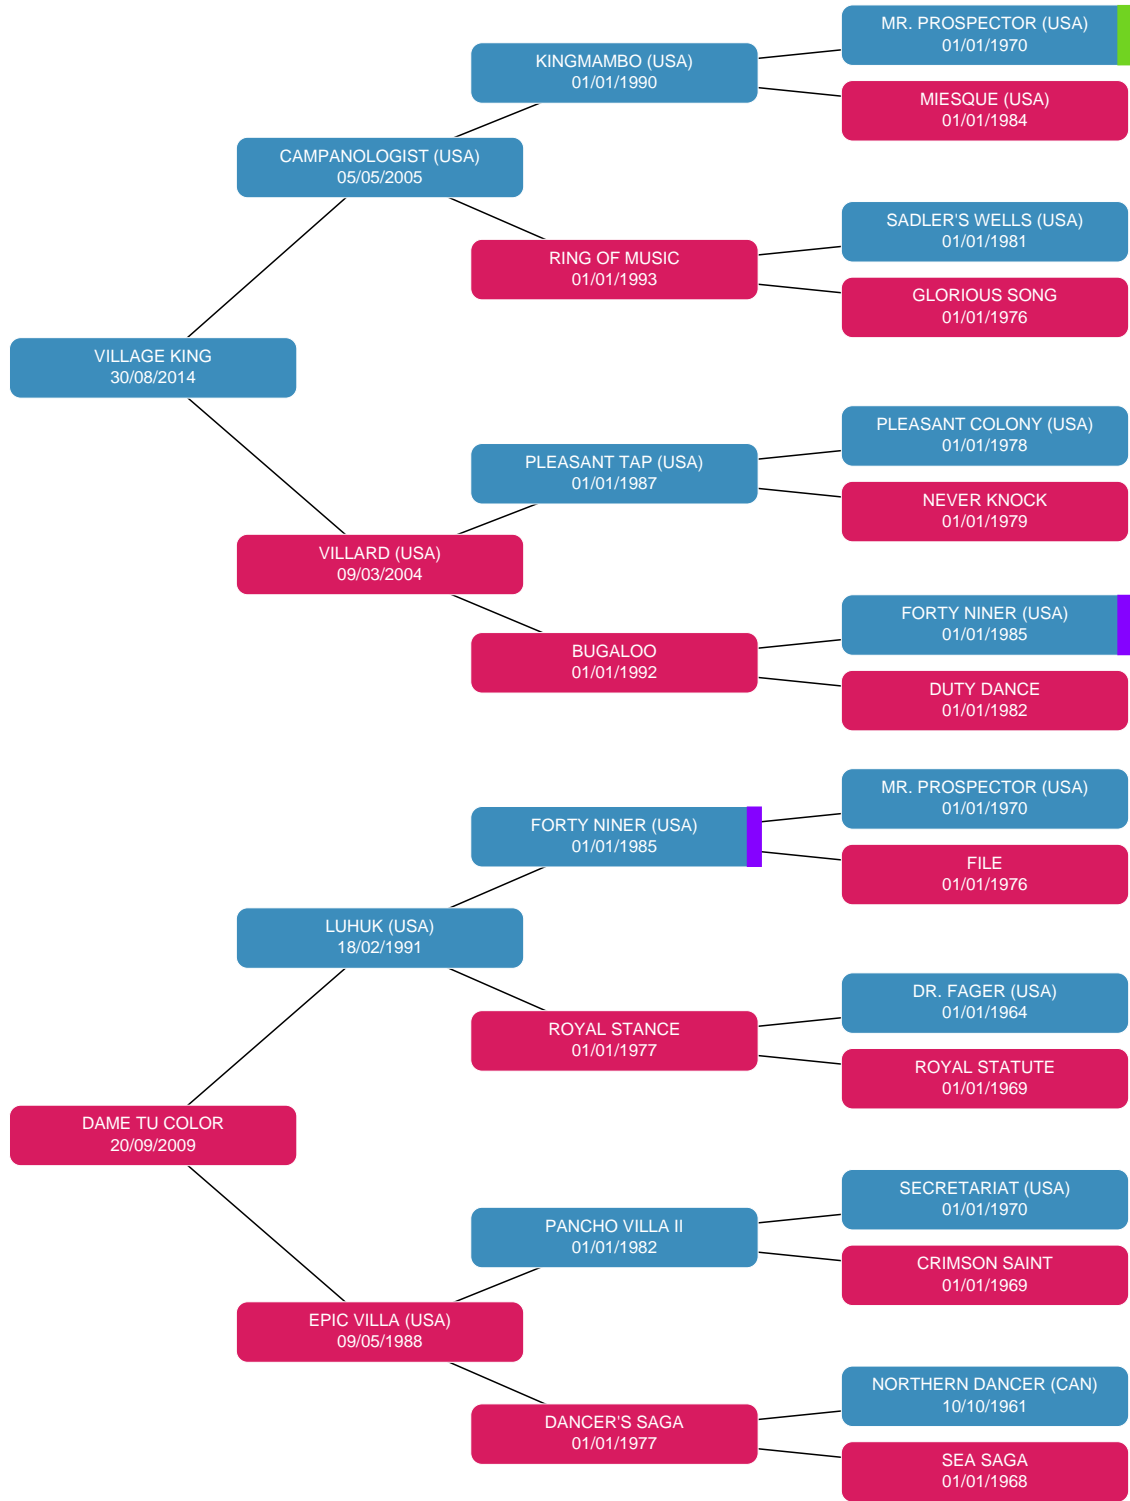 MR. PROSPECTOR (USA)
01/01/1970
KINGMAMBO (USA)
01/01/1990
MIESQUE (USA)
01/01/1984
CAMPANOLOGIST (USA)
05/05/2005
SADLER'S WELLS (USA)
01/01/1981
RING OF MUSIC
01/01/1993
GLORIOUS SONG
01/01/1976
VILLAGE KING
30/08/2014
PLEASANT COLONY (USA)
01/01/1978
PLEASANT TAP (USA)
01/01/1987
NEVER KNOCK
01/01/1979
VILLARD (USA)
09/03/2004
FORTY NINER (USA)
01/01/1985
BUGALOO
01/01/1992
DUTY DANCE
01/01/1982
MR. PROSPECTOR (USA)
01/01/1970
FORTY NINER (USA)
01/01/1985
FILE
01/01/1976
LUHUK (USA)
18/02/1991
DR. FAGER (USA)
01/01/1964
ROYAL STANCE
01/01/1977
ROYAL STATUTE
01/01/1969
DAME TU COLOR
20/09/2009
SECRETARIAT (USA)
01/01/1970
PANCHO VILLA II
01/01/1982
CRIMSON SAINT
01/01/1969
EPIC VILLA (USA)
09/05/1988
NORTHERN DANCER (CAN)
10/10/1961
DANCER'S SAGA
01/01/1977
SEA SAGA
01/01/1968